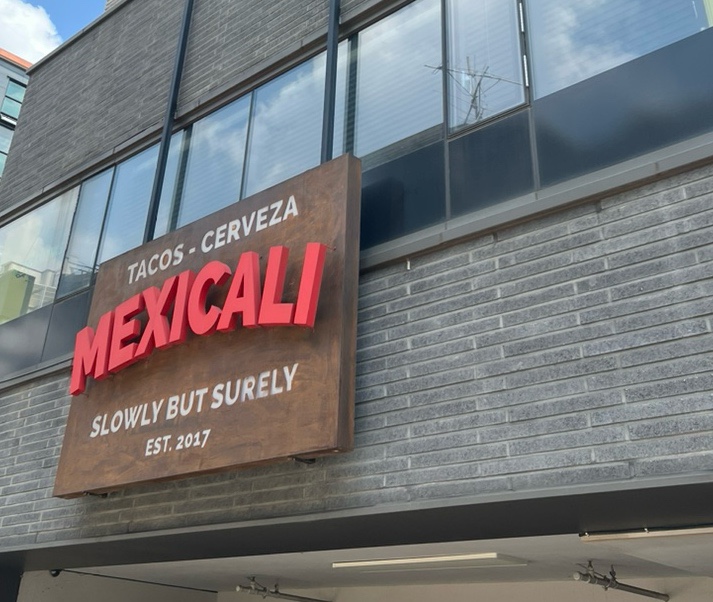 TACOS - CERVEZA
MEXICALI
SLOWLY BUT SURELY
EST. 2017